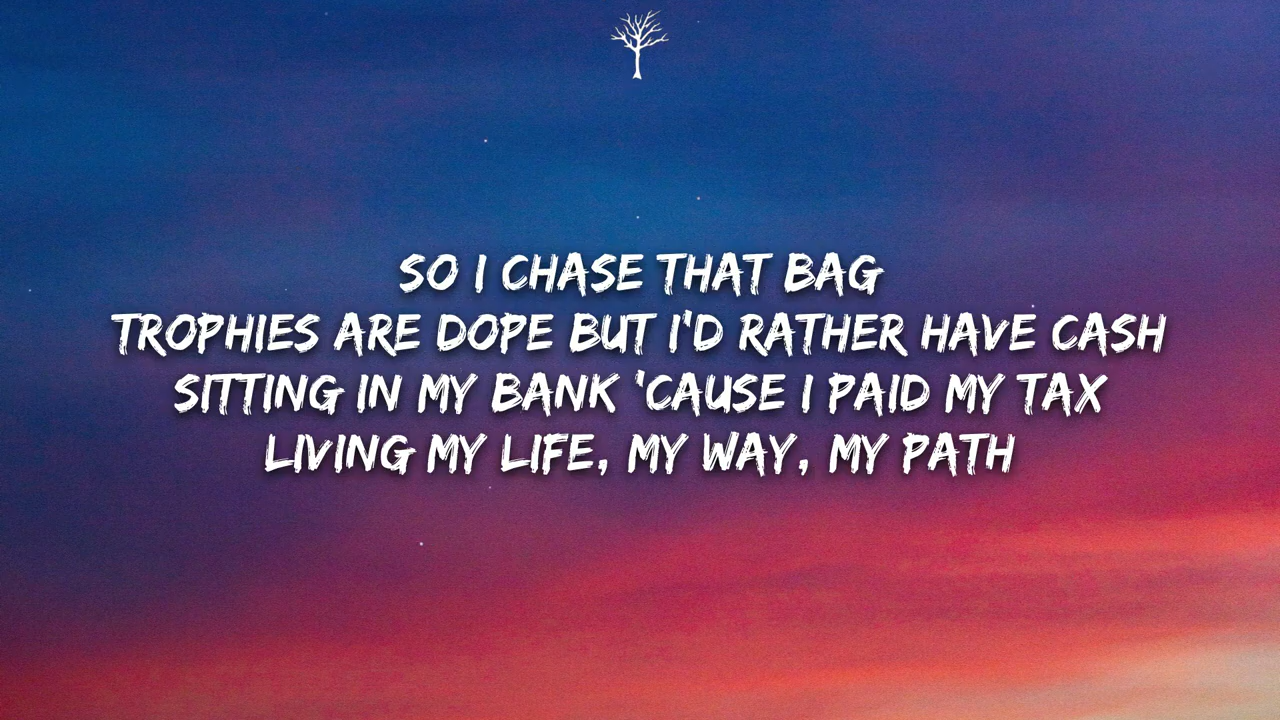 SO I CHASE THAT BAG
TROPHIES ARE DOPE BUT I'D RATHER HAVE CASH
SITTING IN MY BANK 'CAUSE I PAID MY TAX
LIVING MY LIFE, MY WAY, MY PATH